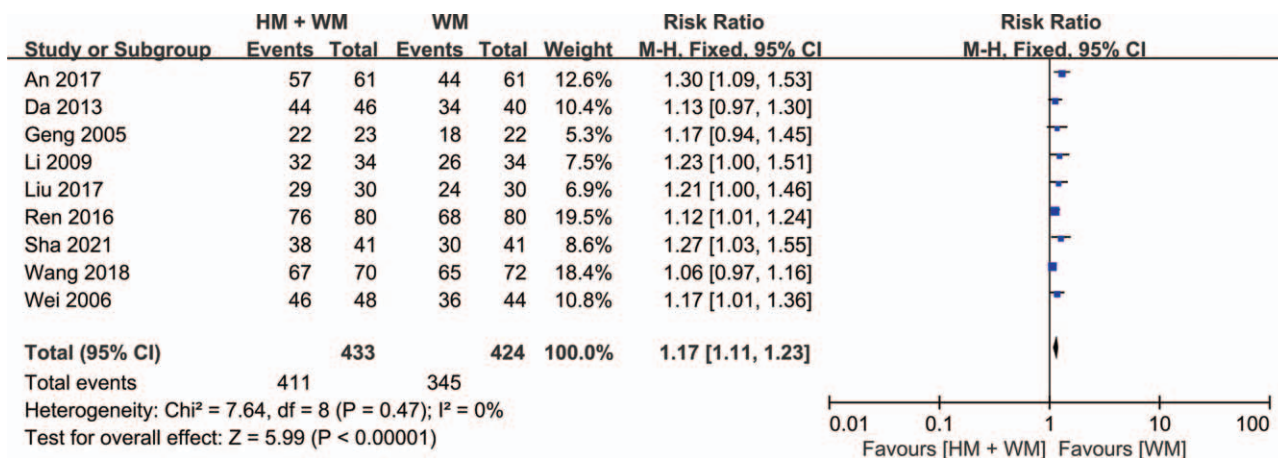 HM + WM WM Risk Ratio Risk Ratio
Study or Subgroup Events Total Events Total Weight M-H, Fixed, 95% CI M-H, Fixed, 95% CI
An 2017 57 61 44 61 12.6% 1.30 [1.09, 1.53]
Da 2013 44 46 34 40 10.4% 1.13 [0.97, 1.30]
Geng 2005 22 23 18 22 5.3% 1.17 [0.94, 1.45]
Li 2009 32 34 26 34 7.5% 1.23 [1.00, 1.51]
Liu 2017 29 30 24 30 6.9% 1.21 [1.00, 1.46]
Ren 2016 76 80 68 80 19.5% 1.12 [1.01, 1.24]
Sha 2021 38 41 30 41 8.6% 1.27 [1.03, 1.55]
Wang 2018 67 70 65 72 18.4% 1.06 [0.97, 1.16]
Wei 2006 46 48 36 44 10.8% 1.17 [1.01, 1.36]
Total (95% CI) 433 424 100.0% 1.17 [1.11, 1.23]
Total events 411 345
Heterogeneity: Chi² = 7.64, df = 8 (P = 0.47); I² = 0%
Test for overall effect: Z = 5.99 (P < 0.00001)
0.01 0.1 1 10 100
Favours [HM + WM] Favours [WM]